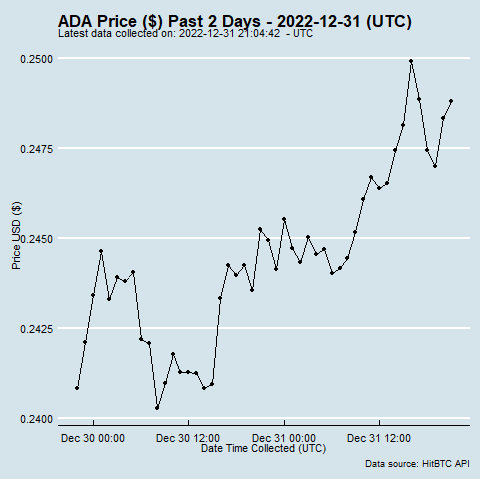 ADA Price ($) Past 2 Days - 2022-12-31 (UTC)
Latest data collected on: 2022-12-31 21:04:42 - UTC
0.2500
0.2475
0.2450
0.2425
0.2400
Price USD ($)
Dec 30 00:00 Dec 30 12:00 Dec 31 00:00 Dec 31 12:00
Date Time Collected (UTC)
Data source: HitBTC API